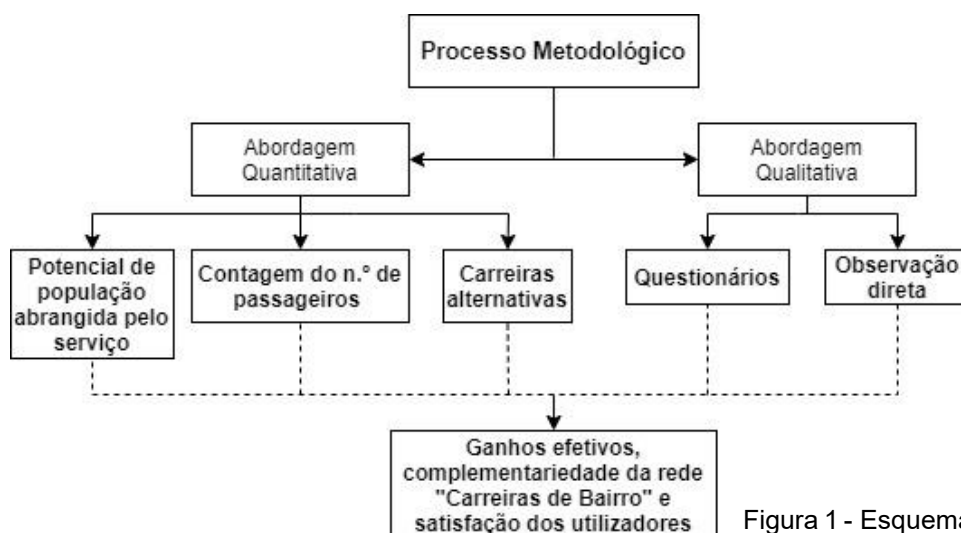 Processo Metodológico
Abordagem
Quantitativa
Abordagem
Qualitativa
Potencial de
população
abrangida pelo
serviço
Contagem do n.º de
passageiros
Carreiras
alternativas
Questionários
Observação
direta
Ganhos efetivos,
complementariedade da rede
"Carreiras de Bairro" e
satisfação dos utilizadores
Figura 1 - Esquema